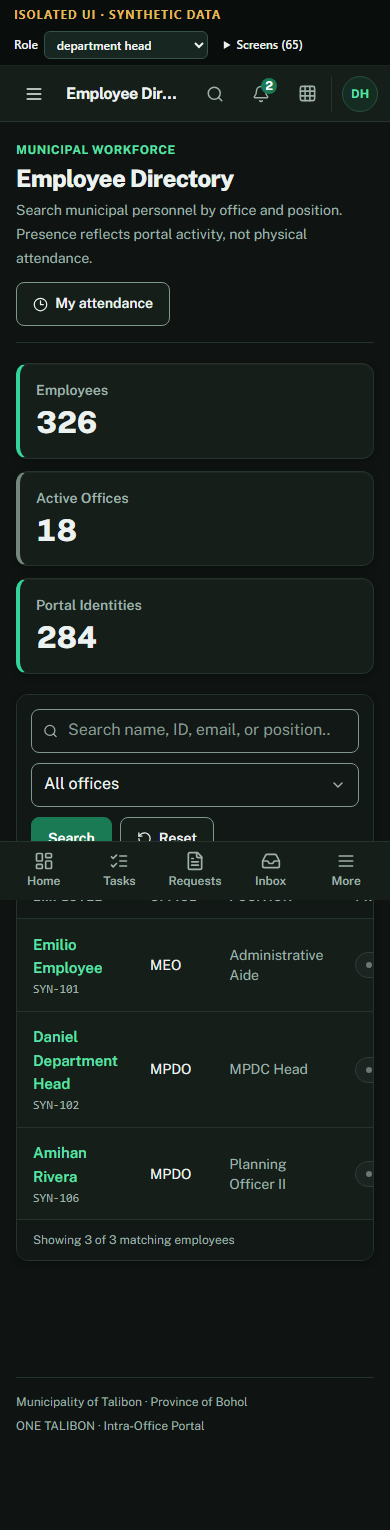 ISOLATED UI · SYNTHETIC DATA
Role department head ▶ Screens (65)
Employee Dir... 2 DH
MUNICIPAL WORKFORCE
Employee Directory
Search municipal personnel by office and position.
Presence reflects portal activity, not physical
attendance.
My attendance
Employees
326
Active Offices
18
Portal Identities
284
Search name, ID, email, or position..
All offices
Search Reset
Home Tasks Requests Inbox More
Emilio
Employee
SYN-101
MEO
Administrative
Aide
Daniel
Department
Head
SYN-102
MPDO
MPDC Head
Amihan
Rivera
SYN-106
MPDO
Planning
Officer II
Showing 3 of 3 matching employees
Municipality of Talibon · Province of Bohol
ONE TALIBON · Intra-Office Portal